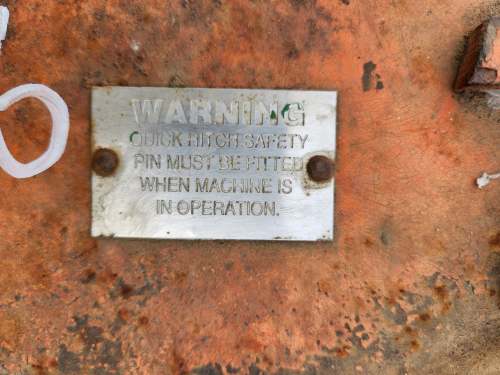 WARNING
QUICK HITCH SAFETY
PIN MUST BE FITTED
WHEN MACHINE IS
IN OPERATION.